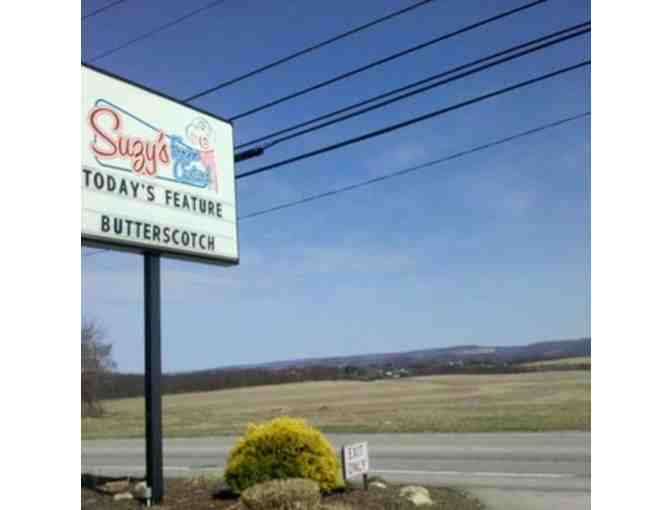 Suzy's
Frozen
Custard
TODAY'S FEATURE
BUTTERSCOTCH
EXIT
ONLY